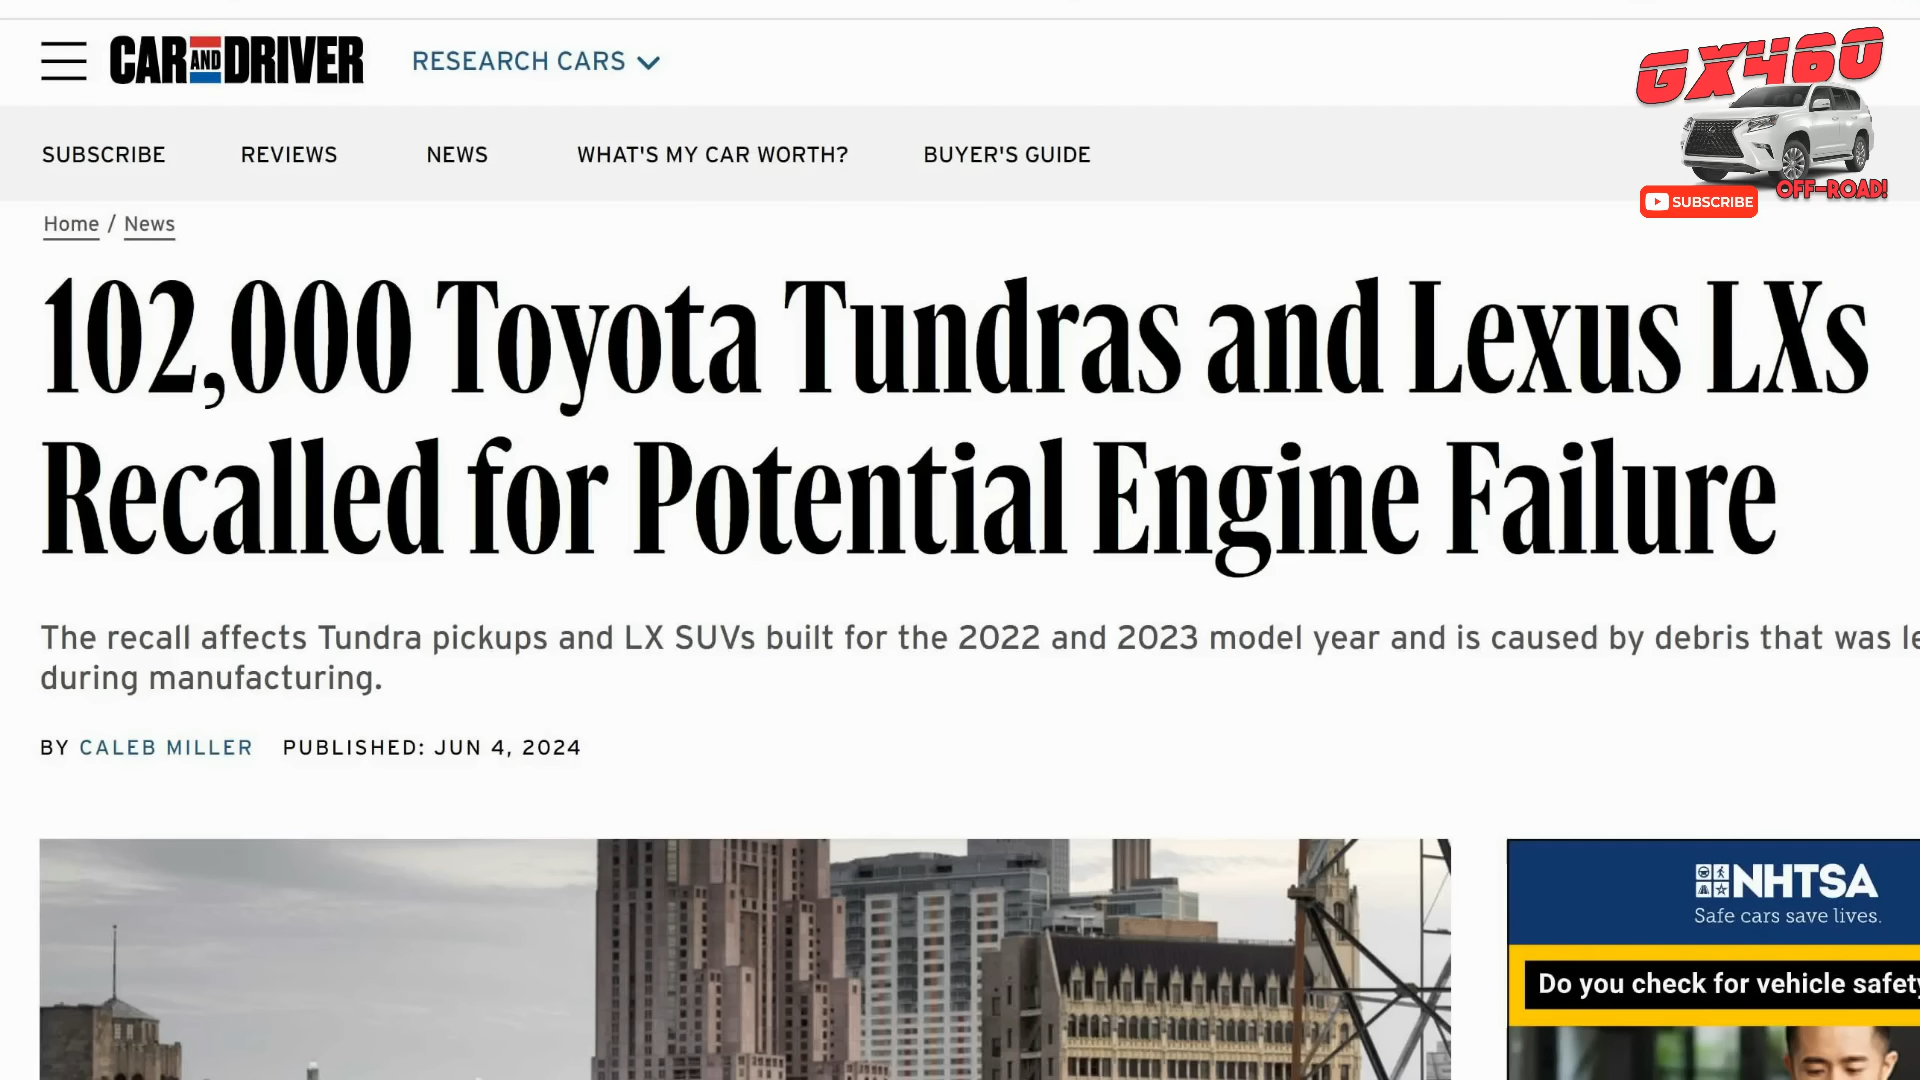 CAR AND DRIVER
RESEARCH CARS
GX460
OFF-ROAD!
SUBSCRIBE
SUBSCRIBE REVIEWS NEWS WHAT'S MY CAR WORTH? BUYER'S GUIDE
Home / News
102,000 Toyota Tundras and Lexus LXs
Recalled for Potential Engine Failure
The recall affects Tundra pickups and LX SUVs built for the 2022 and 2023 model year and is caused by debris that was
during manufacturing.
BY CALEB MILLER PUBLISHED: JUN 4, 2024
NHTSA
Safe cars save lives.
Do you check for vehicle safety